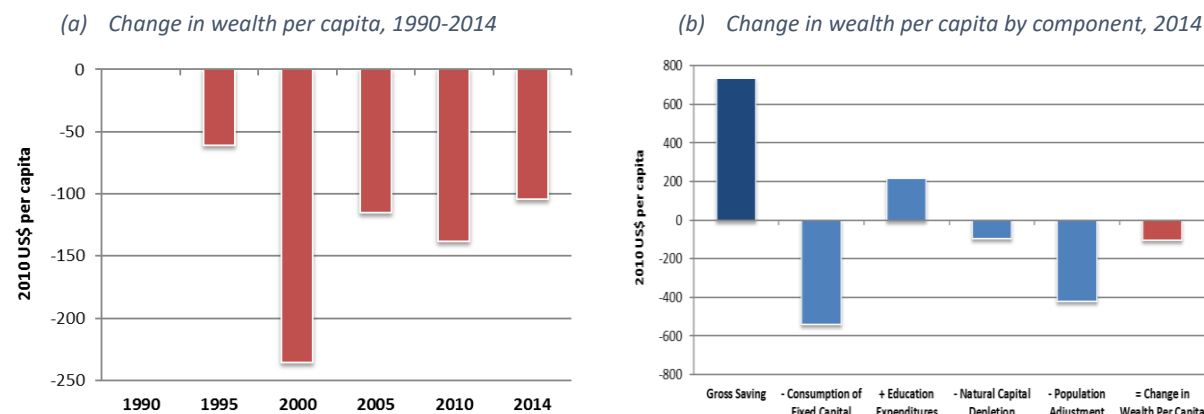 (a) Change in wealth per capita, 1990-2014
0
-50
-100
-150
-200
-250
2010 US$ per capita
1990 1995 2000 2005 2010 2014
(b) Change in wealth per capita by component, 2014
800
600
400
200
0
-200
-400
-600
-800
2010 US$ per capita
Gross Saving - Consumption of + Education - Natural Capital - Population = Change in
Fixed Capital Expenditures Depletion Adjustment Wealth Per Capita